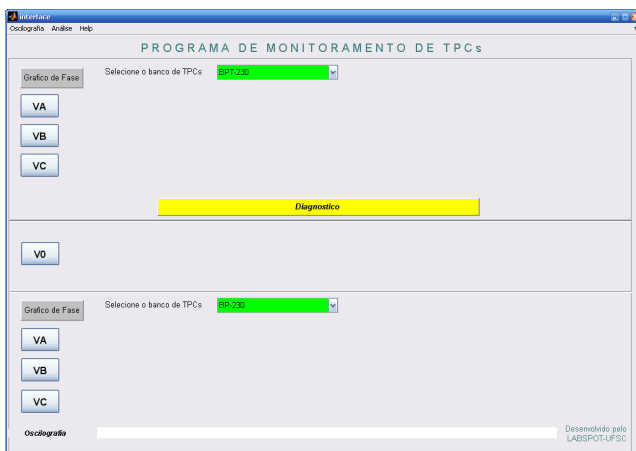 interface
Oscilografia Análise Help
PROGRAMA DE MONITORAMENTO DE TPCs
Grafico de Fase Selecione o banco de TPCs BPT-230
VA
VB
VC
Diagnostico
V0
Grafico de Fase Selecione o banco de TPCs BP-230
VA
VB
VC
Oscilografia
Desenvolvido pelo
LABSPOT-UFSC